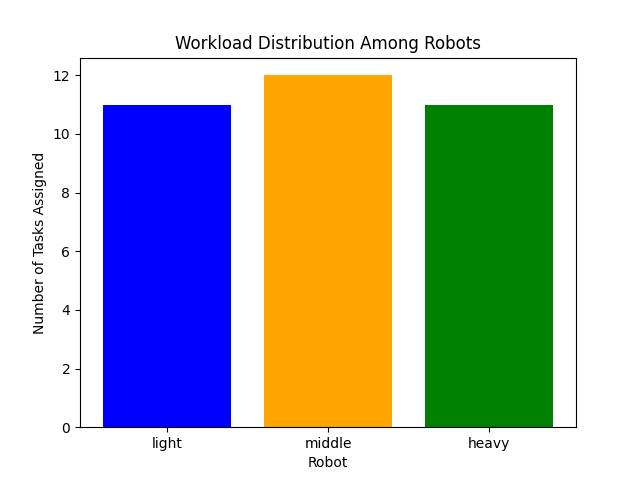 Workload Distribution Among Robots
Number of Tasks Assigned
12
10
8
6
4
2
0
light middle heavy
Robot